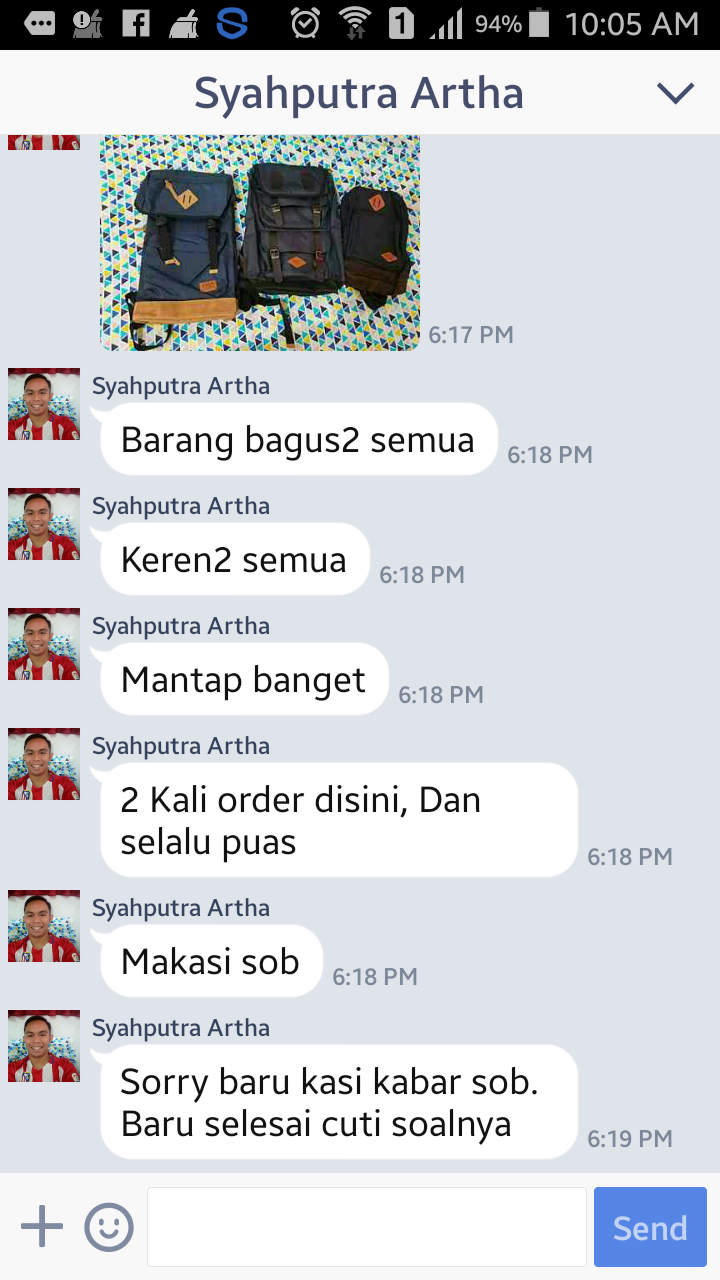 94% 10:05 AM
Syahputra Artha
6:17 PM
Syahputra Artha
Barang bagus2 semua
6:18 PM
Syahputra Artha
Keren2 semua
6:18 PM
Syahputra Artha
Mantap banget
6:18 PM
Syahputra Artha
2 Kali order disini, Dan
selalu puas
6:18 PM
Syahputra Artha
Makasi sob
6:18 PM
Syahputra Artha
Sorry baru kasi kabar sob.
Baru selesai cuti soalnya
6:19 PM
Send